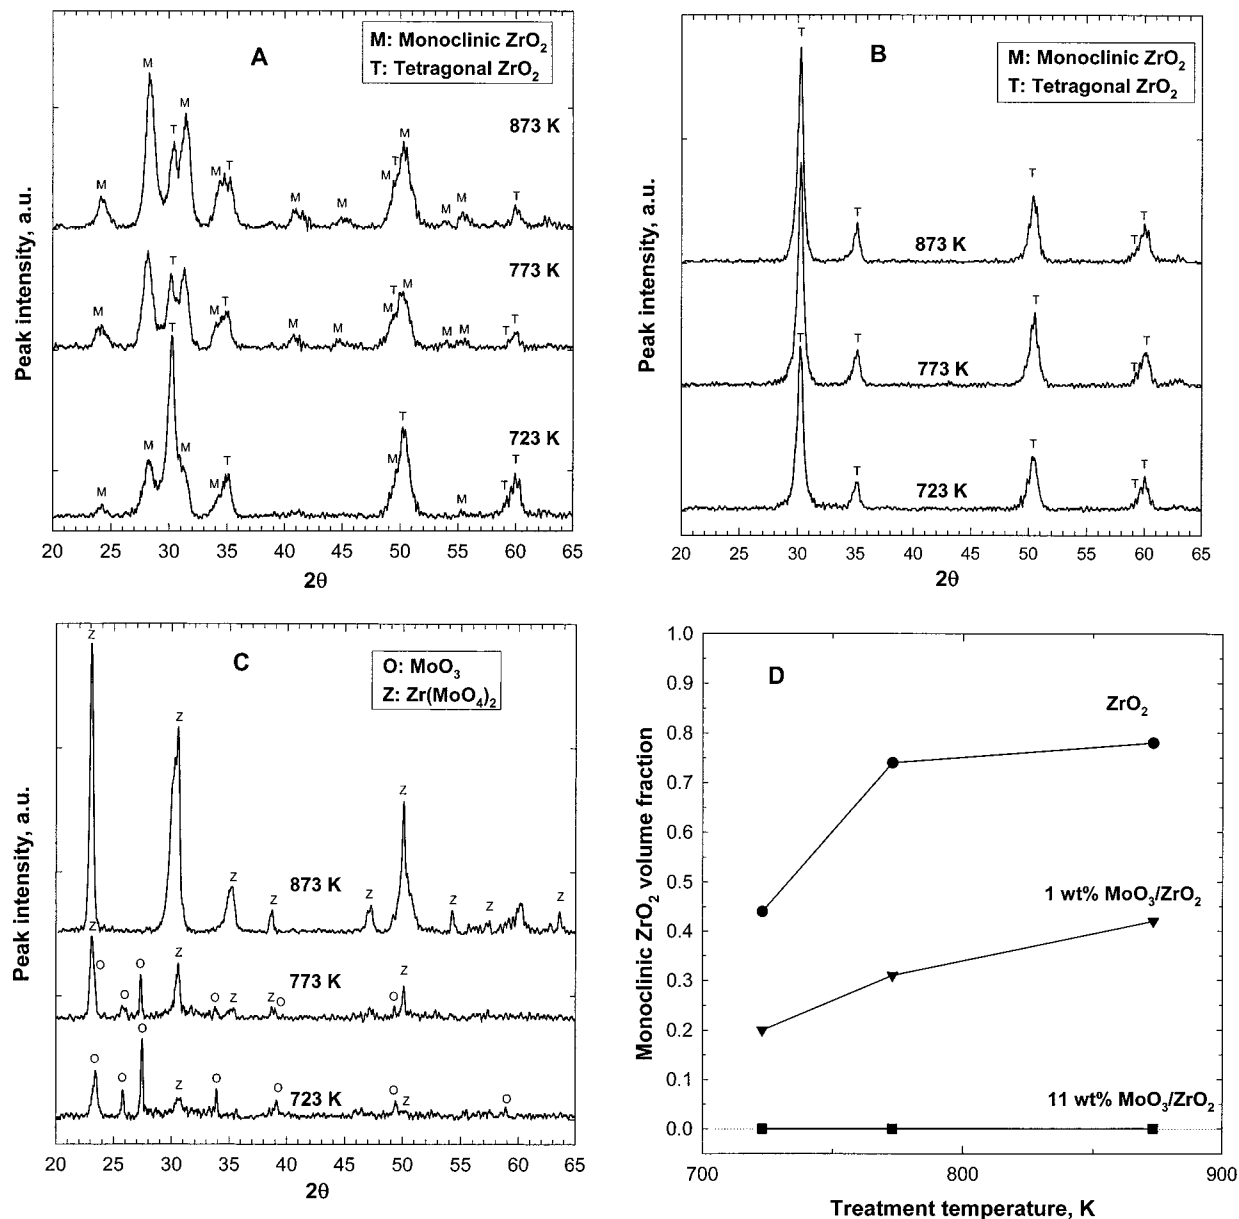 A
M: Monoclinic ZrO₂
T: Tetragonal ZrO₂
M
M
T
M
873 K
M
T
M
M
M
T
M
M
M
T
773 K
M
T
M
T
M
M
M
T
M
M
M
T
T
T
723 K
M
M
M
M
T
M
T
M
T
T
20 25 30 35 40 45 50 55 60 65
2θ
Peak intensity, a.u.
B
M: Monoclinic ZrO₂
T: Tetragonal ZrO₂
T
T
T
T
T
873 K
T
T
T
T
T
773 K
T
T
T
T
T
723 K
20 25 30 35 40 45 50 55 60 65
2θ
Peak intensity, a.u.
C
O: MoO₃
Z: Zr(MoO₄)₂
Z
Z
Z
Z
Z
Z
Z
Z
Z
873 K
Z
O
O
O
Z
O
Z
Z
O
O
Z
773 K
O
O
O
Z
O
O
O
Z
O
723 K
20 25 30 35 40 45 50 55 60 65
2θ
Peak intensity, a.u.
D
1.0
0.9
0.8
0.7
0.6
0.5
0.4
0.3
0.2
0.1
0.0
ZrO₂
1 wt% MoO₃/ZrO₂
11 wt% MoO₃/ZrO₂
700 800 900
Treatment temperature, K
Monoclinic ZrO₂ volume fraction